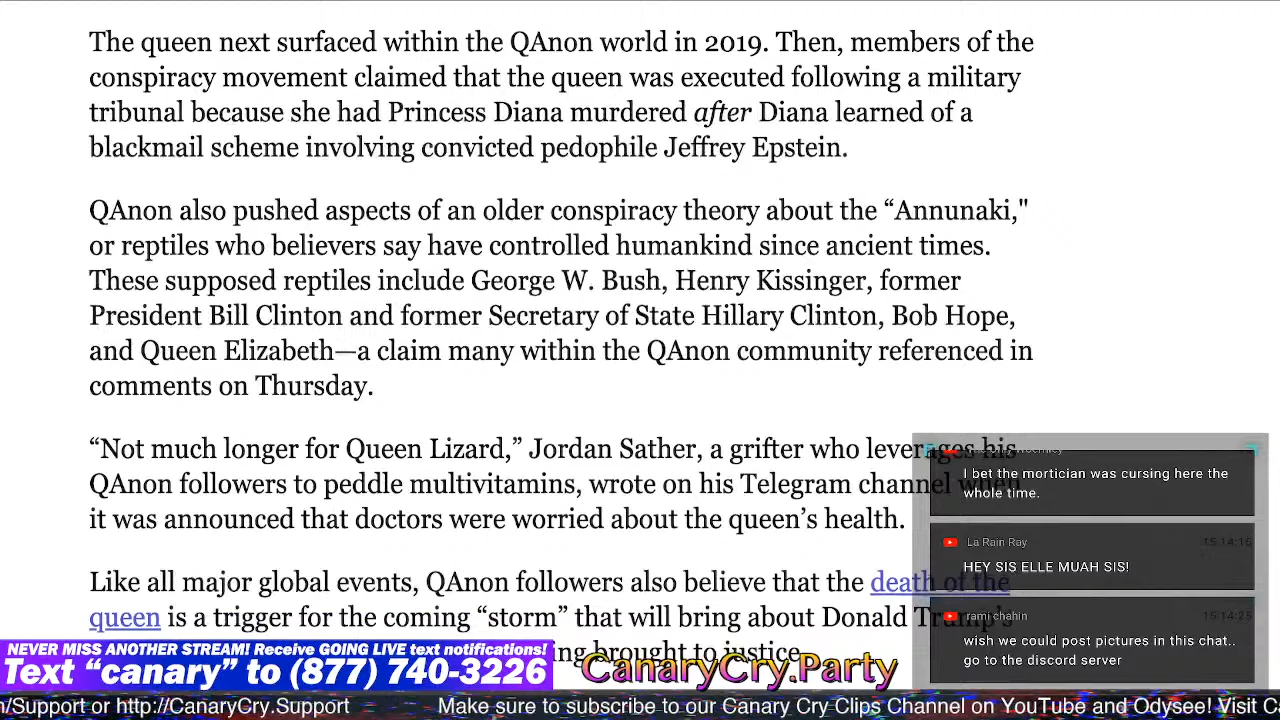 The queen next surfaced within the QAnon world in 2019. Then, members of the
conspiracy movement claimed that the queen was executed following a military
tribunal because she had Princess Diana murdered after Diana learned of a
blackmail scheme involving convicted pedophile Jeffrey Epstein.
QAnon also pushed aspects of an older conspiracy theory about the “Annunaki,"
or reptiles who believers say have controlled humankind since ancient times.
These supposed reptiles include George W. Bush, Henry Kissinger, former
President Bill Clinton and former Secretary of State Hillary Clinton, Bob Hope,
and Queen Elizabeth—a claim many within the QAnon community referenced in
comments on Thursday.
“Not much longer for Queen Lizard,” Jordan Sather, a grifter who leverages his
QAnon followers to peddle multivitamins, wrote on his Telegram channel when
it was announced that doctors were worried about the queen’s health.
Like all major global events, QAnon followers also believe that the death of the
queen is a trigger for the coming “storm” that will bring about Donald Trump’s
brought to justice.
I bet the mortician was cursing here the
whole time.
La Rain Ray 15:14:16
HEY SIS ELLE MUAH SIS!
rami chahin 15:14:25
wish we could post pictures in this chat..
go to the discord server
NEVER MISS ANOTHER STREAM! Receive GOING LIVE text notifications!
Text “canary” to (877) 740-3226
CanaryCry.Party
/Support or http://CanaryCry.Support
Make sure to subscribe to our Canary Cry Clips Channel on YouTube and Odysee! Visit